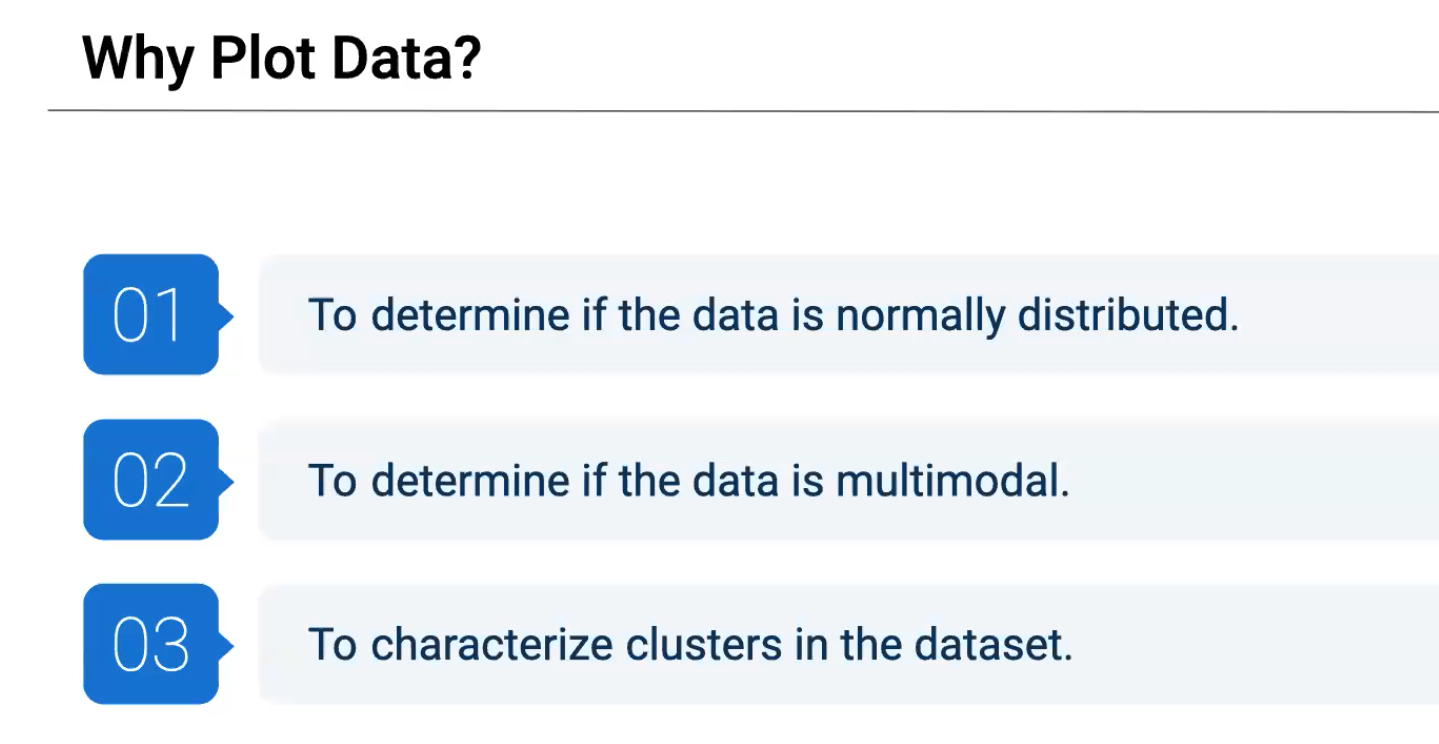 Why Plot Data?
01
To determine if the data is normally distributed.
02
To determine if the data is multimodal.
03
To characterize clusters in the dataset.